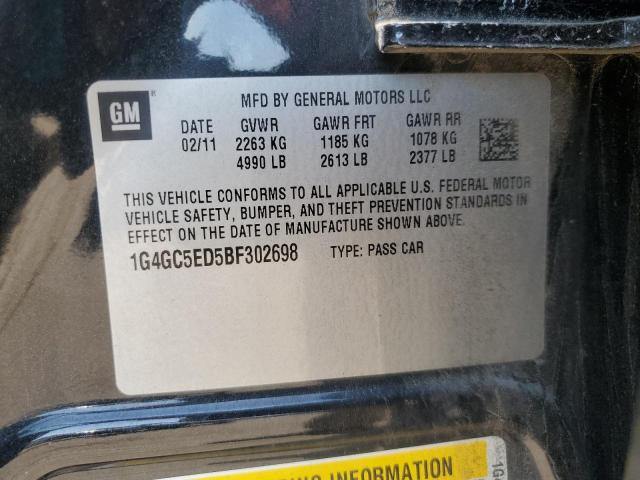 GM
MFD BY GENERAL MOTORS LLC
DATE GVWR GAWR FRT GAWR RR
02/11 2263 KG 1185 KG 1078 KG
4990 LB 2613 LB 2377 LB
THIS VEHICLE CONFORMS TO ALL APPLICABLE U.S. FEDERAL MOTOR
VEHICLE SAFETY, BUMPER, AND THEFT PREVENTION STANDARDS IN
EFFECT ON THE DATE OF MANUFACTURE SHOWN ABOVE.
1G4GC5ED5BF302698 TYPE: PASS CAR
INFORMATION